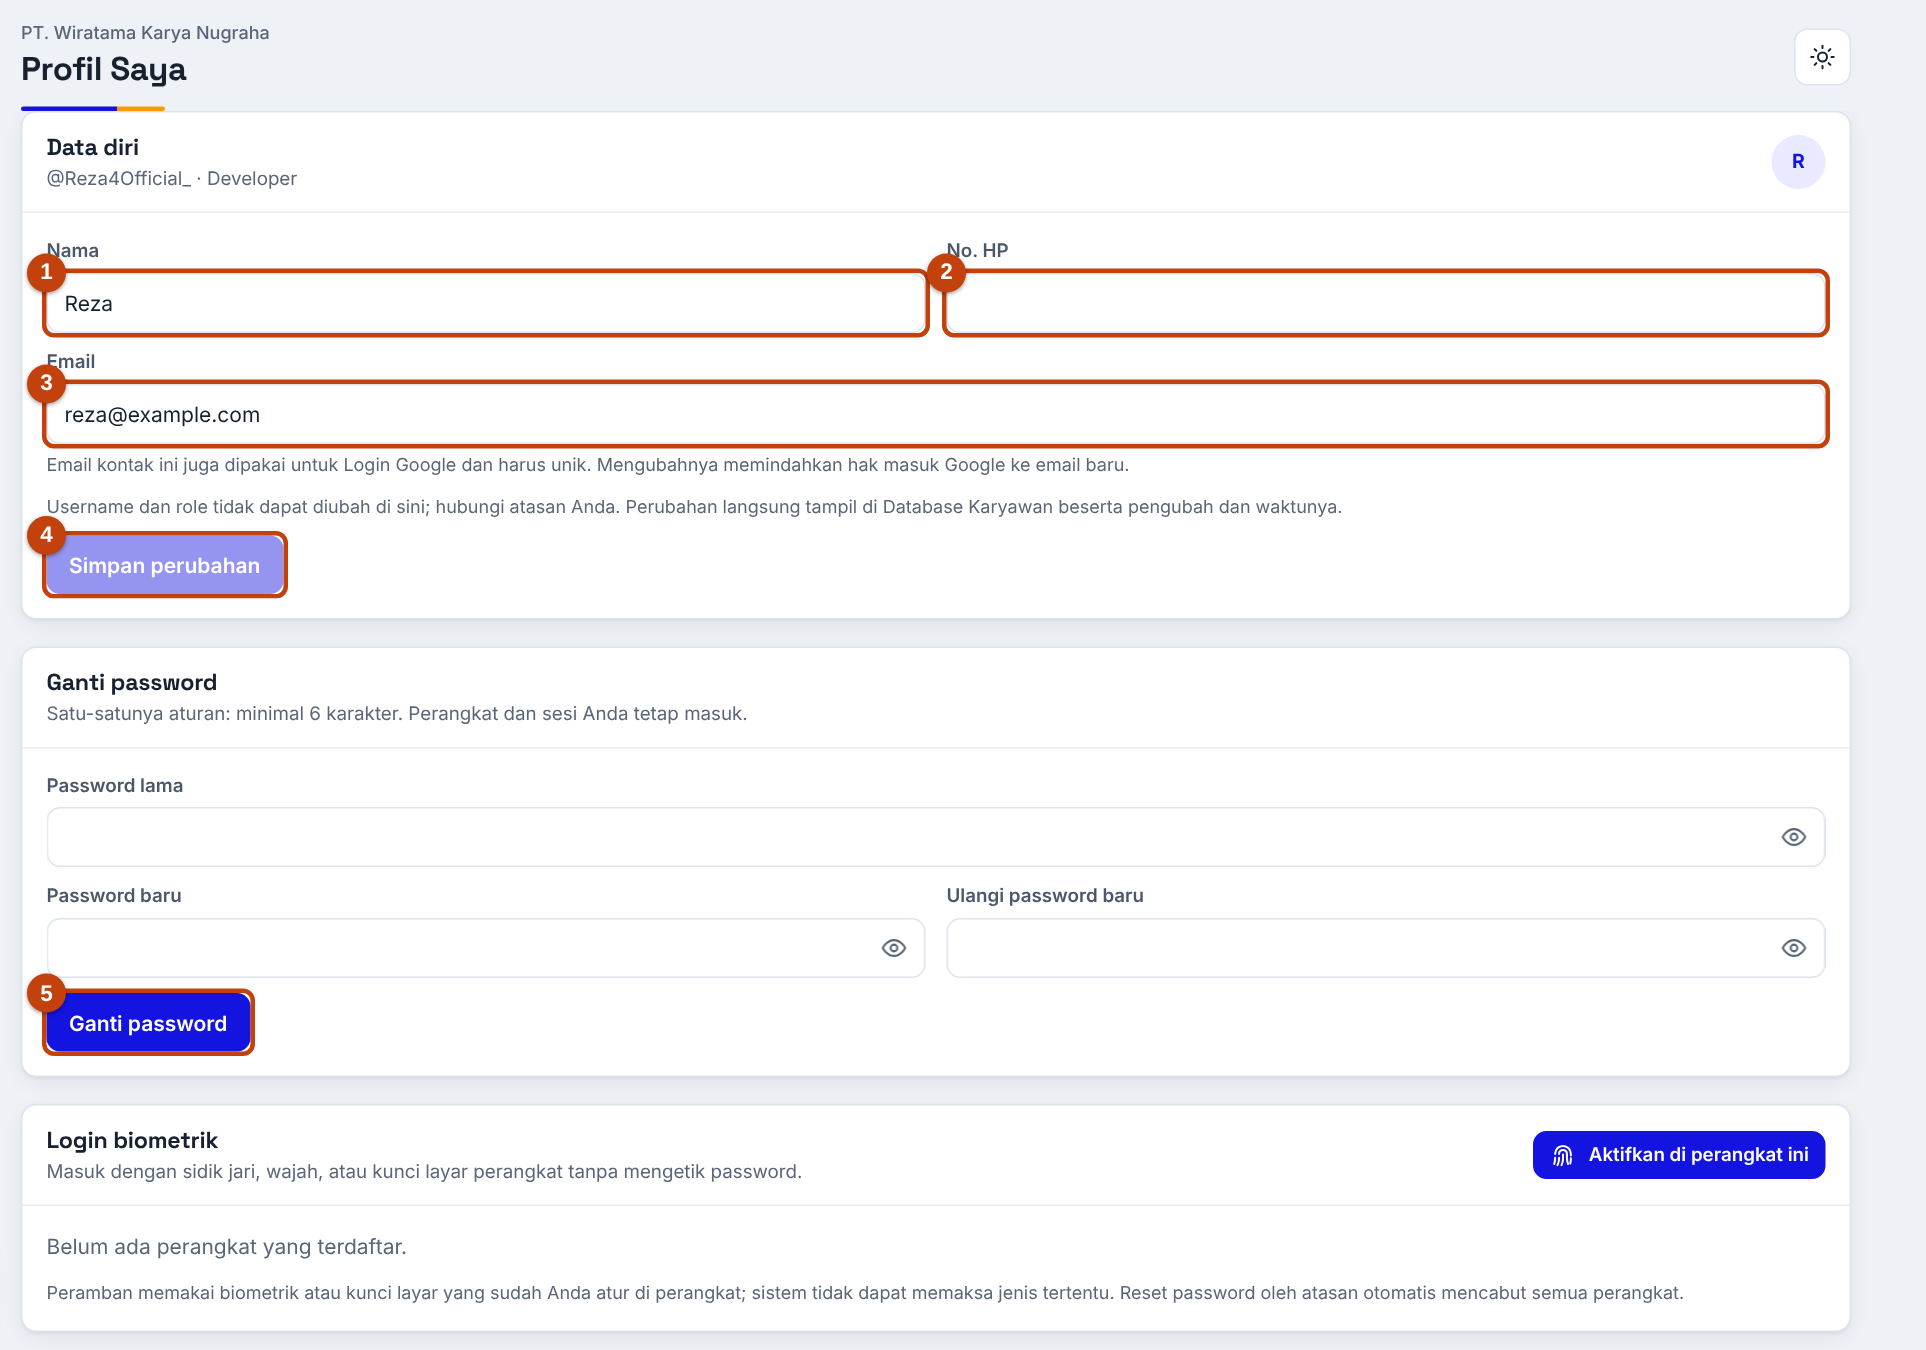 PT. Wiratama Karya Nugraha
Profil Saya
Data diri
@Reza4Official_ · Developer
R
Nama
No. HP
1
Reza
2
Email
3
reza@example.com
Email kontak ini juga dipakai untuk Login Google dan harus unik. Mengubahnya memindahkan hak masuk Google ke email baru.
Username dan role tidak dapat diubah di sini; hubungi atasan Anda. Perubahan langsung tampil di Database Karyawan beserta pengubah dan waktunya.
4
Simpan perubahan
Ganti password
Satu-satunya aturan: minimal 6 karakter. Perangkat dan sesi Anda tetap masuk.
Password lama
Password baru
Ulangi password baru
5
Ganti password
Login biometrik
Masuk dengan sidik jari, wajah, atau kunci layar perangkat tanpa mengetik password.
Aktifkan di perangkat ini
Belum ada perangkat yang terdaftar.
Peramban memakai biometrik atau kunci layar yang sudah Anda atur di perangkat; sistem tidak dapat memaksa jenis tertentu. Reset password oleh atasan otomatis mencabut semua perangkat.